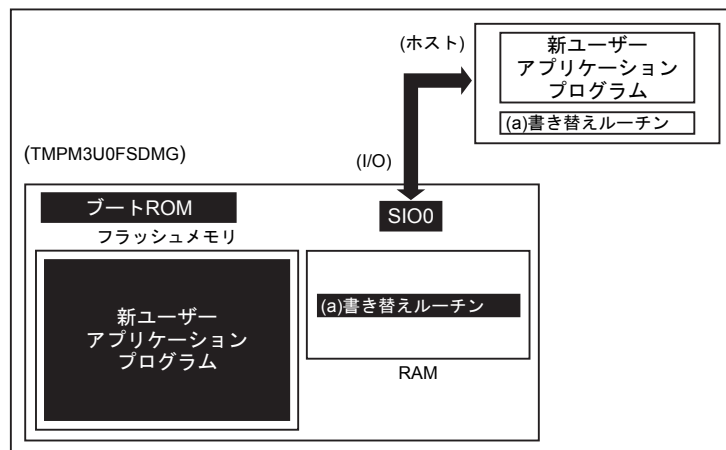 (ホスト)
新ユーザー
アプリケーション
プログラム
(a)書き替えルーチン
(TMPM3U0FSDMG)
(I/O)
ブートROM
SIO0
フラッシュメモリ
新ユーザー
アプリケーション
プログラム
(a)書き替えルーチン
RAM